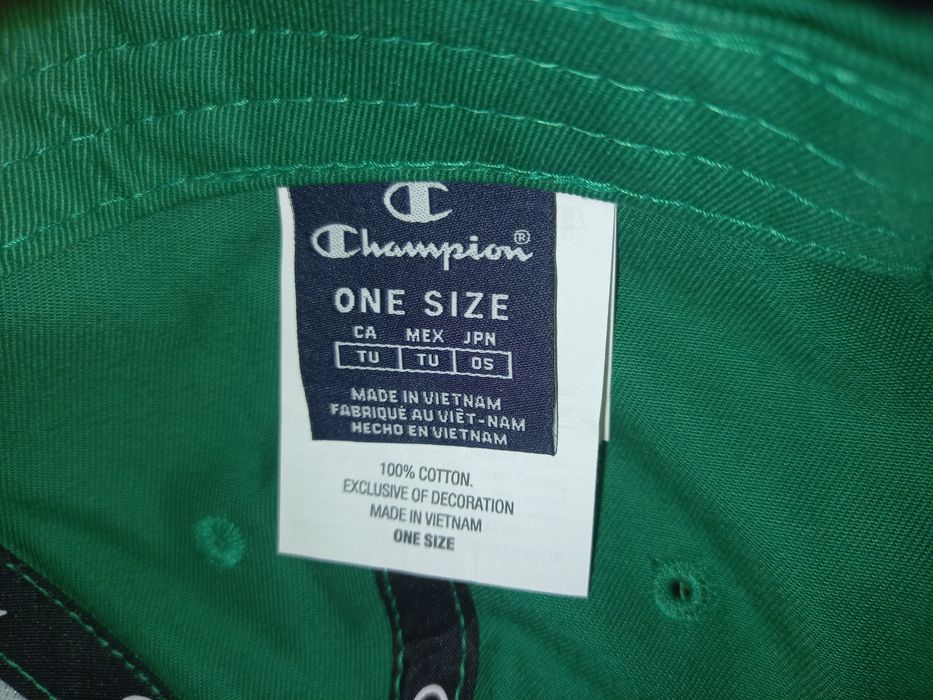 Champion®
ONE SIZE
CA MEX JPN
TU TU OS
MADE IN VIETNAM
FABRIQUÉ AU VIÊT-NAM
HECHO EN VIETNAM
100% COTTON.
EXCLUSIVE OF DECORATION
MADE IN VIETNAM
ONE SIZE